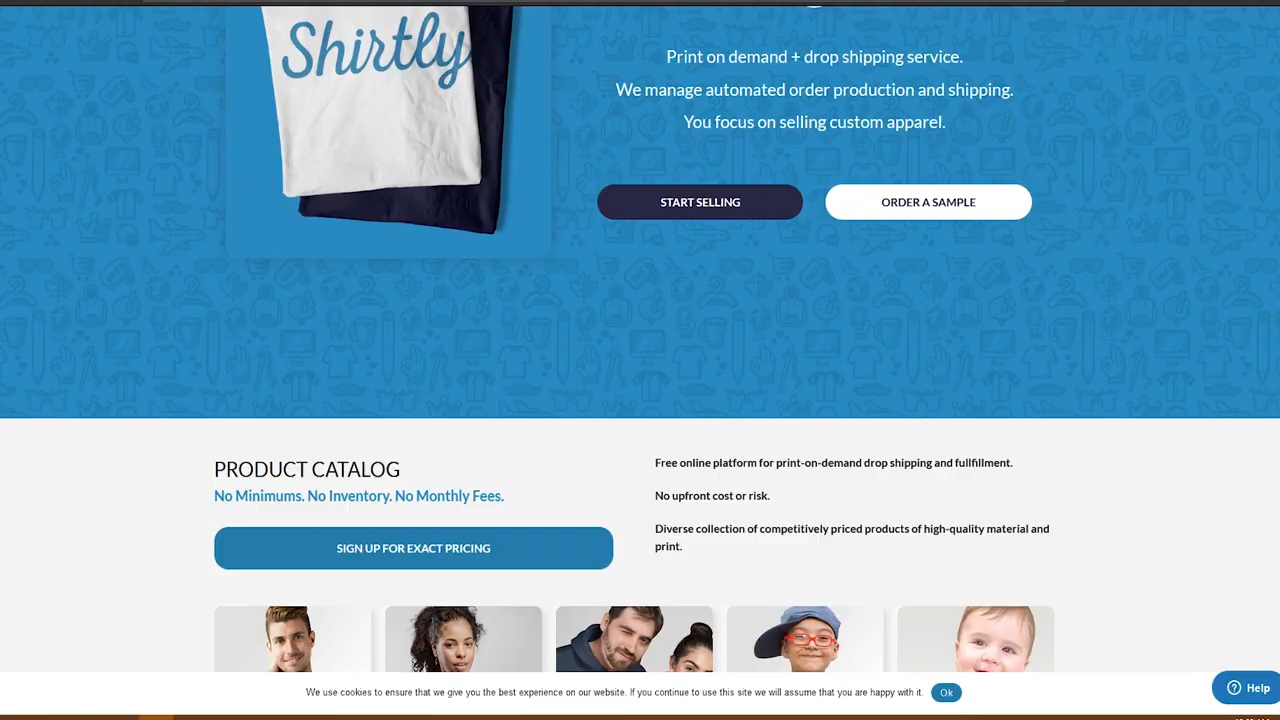 Shirtly
Print on demand + drop shipping service.
We manage automated order production and shipping.
You focus on selling custom apparel.
START SELLING
ORDER A SAMPLE
PRODUCT CATALOG
No Minimums. No Inventory. No Monthly Fees.
SIGN UP FOR EXACT PRICING
Free online platform for print-on-demand drop shipping and fullfillment.
No upfront cost or risk.
Diverse collection of competitively priced products of high-quality material and
print.
We use cookies to ensure that we give you the best experience on our website. If you continue to use this site we will assume that you are happy with it.
Ok
Help